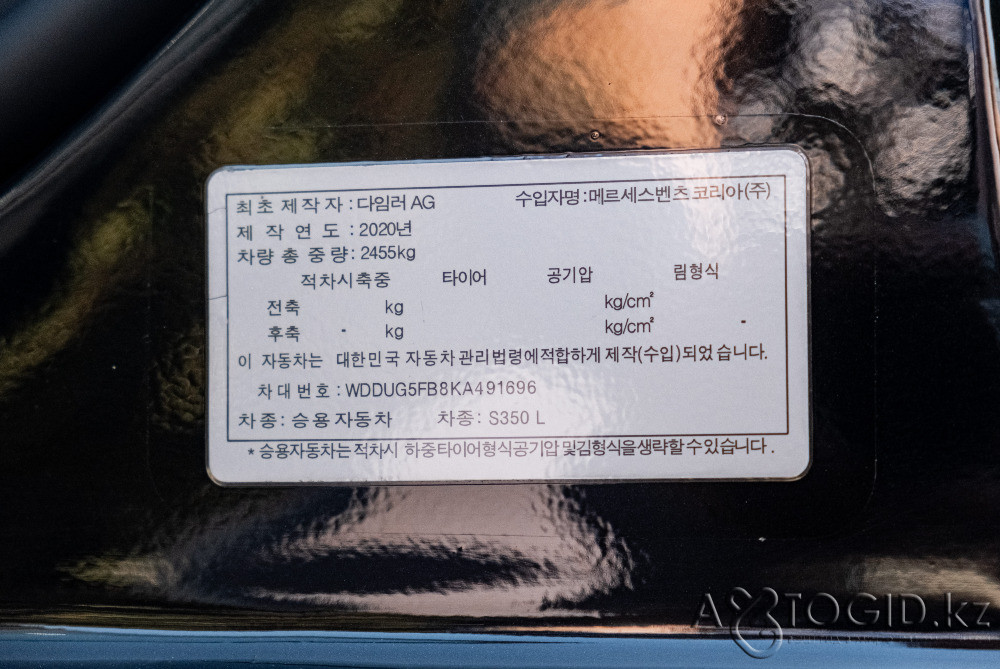 최초 제작자 : 다임러 AG 수입자명 : 메르세스벤츠 코리아(주)
제 작 연 도 : 2020년
차량 총 중 량 : 2455kg
적차시축중 타이어 공기압 림형식
전축 kg kg/cm²
후축 - kg kg/cm² -
이 자동차는 대한민국 자동차관리법령에적합하게 제작(수입)되었습니다.
차 대 번 호 : WDDUG5FB8KA491696
차종 : 승용 자동차 차종 : S350 L
* 승용자동차는적차시 하중타이어형식공기압 및김형식을생략할수있습니다.
AVTOGID.kz